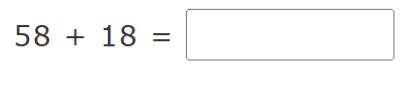 58 + 18 =